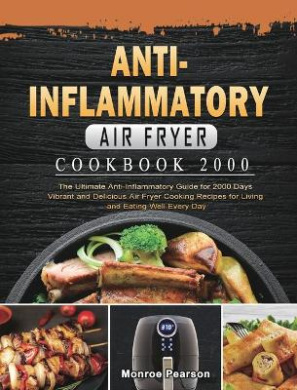 ANTI-
INFLAMMATORY
AIR FRYER
COOKBOOK 2000
The Ultimate Anti-Inflammatory Guide for 2000 Days
Vibrant and Delicious Air Fryer Cooking Recipes for Living
and Eating Well Every Day
Monroe Pearson